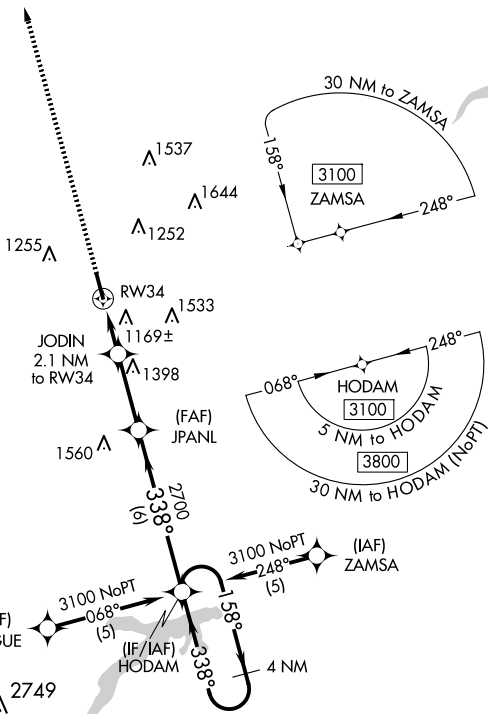 30 NM to ZAMSA
158°
3100
ZAMSA
248°
1537
1644
1252
1255
RW34
1533
1169±
JODIN
2.1 NM
to RW34
1398
(FAF)
JPANL
1560
2700
338°
(6)
248°
068°
HODAM
3100
5 NM to HODAM
3800
30 NM to HODAM (NoPT)
3100 NoPT
248°
(5)
(IAF)
ZAMSA
3100 NoPT
068°
(5)
F)
GUE
(IF/IAF)
HODAM
158°
338°
4 NM
2749